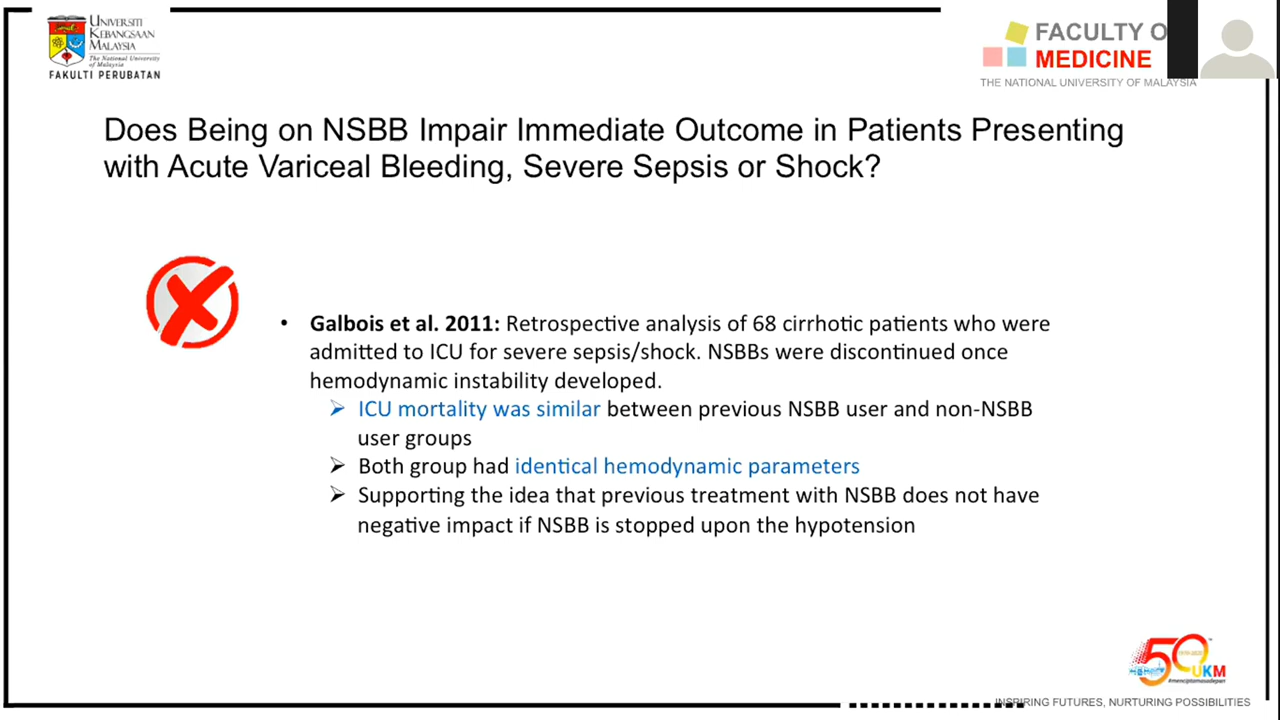 UNIVERSITI
KEBANGSAAN
MALAYSIA
The National University
of Malaysia
FAKULTI PERUBATAN
FACULTY O
MEDICINE
THE NATIONAL UNIVERSITY OF MALAYSIA
Does Being on NSBB Impair Immediate Outcome in Patients Presenting
with Acute Variceal Bleeding, Severe Sepsis or Shock?
• Galbois et al. 2011: Retrospective analysis of 68 cirrhotic patients who were
admitted to ICU for severe sepsis/shock. NSBBs were discontinued once
hemodynamic instability developed.
➢ ICU mortality was similar between previous NSBB user and non-NSBB
user groups
➢ Both group had identical hemodynamic parameters
➢ Supporting the idea that previous treatment with NSBB does not have
negative impact if NSBB is stopped upon the hypotension
50
UKM
INSPIRING FUTURES, NURTURING POSSIBILITIES